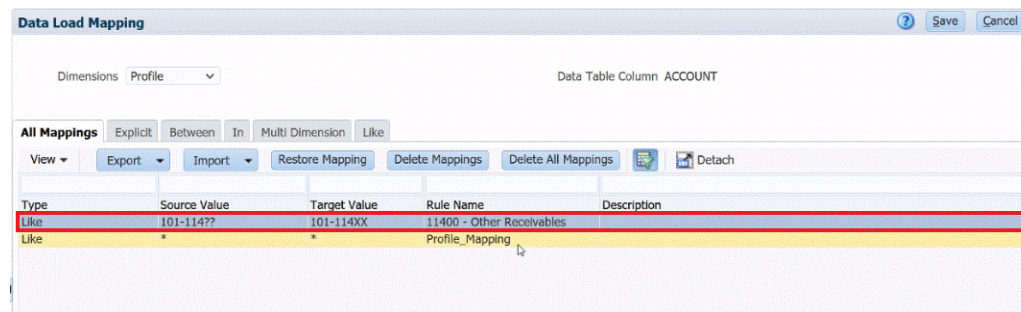 Data Load Mapping ? Save Cancel
Dimensions Profile Data Table Column ACCOUNT
All Mappings Explicit Between In Multi Dimension Like
View Export Import Restore Mapping Delete Mappings Delete All Mappings Detach
Type Source Value Target Value Rule Name Description
Like 101-114?? 101-114XX 11400 - Other Receivables
Like * * Profile_Mapping